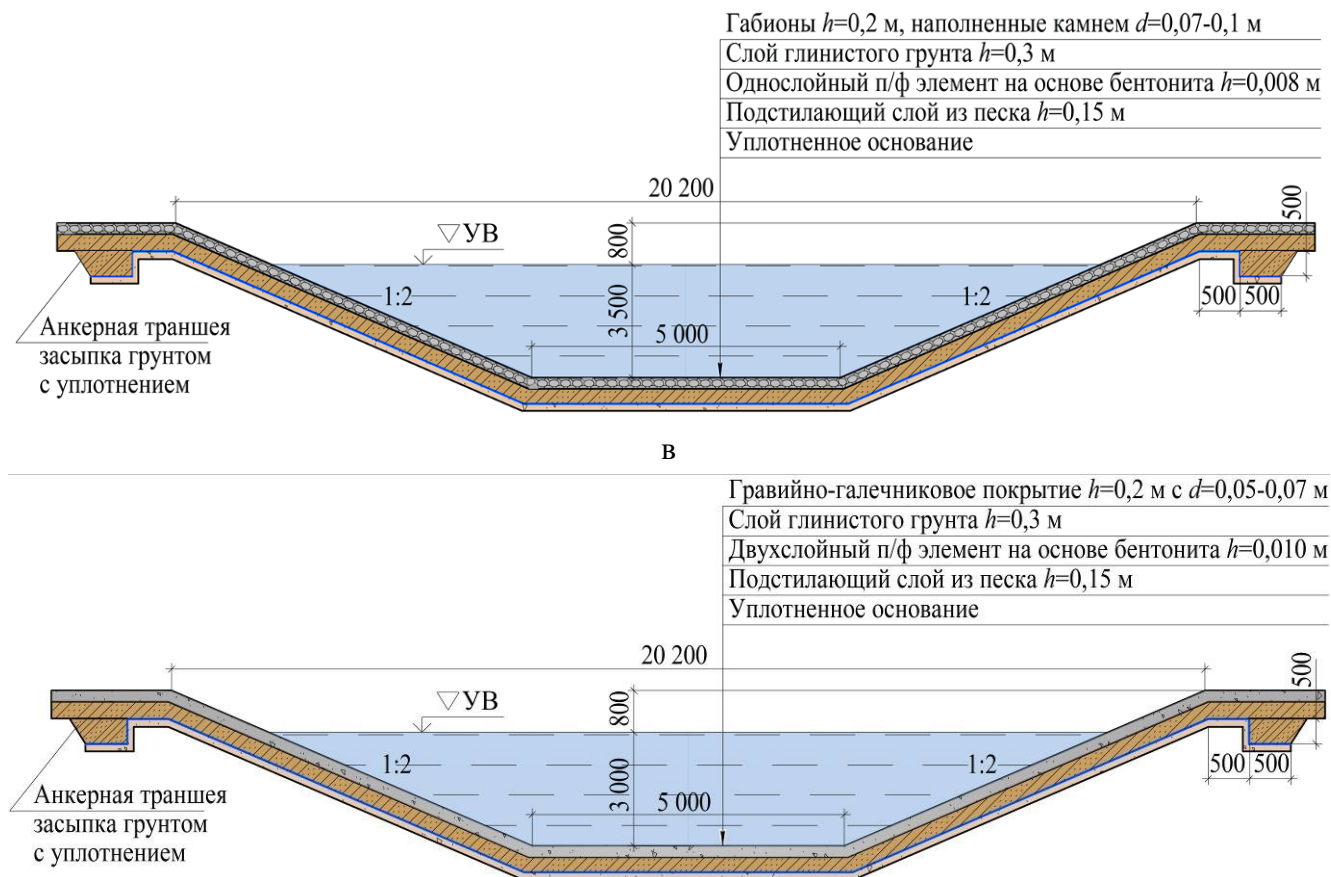 Габионы h=0,2 м, наполненные камнем d=0,07-0,1 м
Слой глинистого грунта h=0,3 м
Однослойный п/ф элемент на основе бентонита h=0,008 м
Подстилающий слой из песка h=0,15 м
Уплотненное основание
20 200
500
▽УВ
800
1:2
1:2
3 500
5 000
500
500
Анкерная траншея
засыпка грунтом
с уплотнением
в
Гравийно-галечниковое покрытие h=0,2 м с d=0,05-0,07 м
Слой глинистого грунта h=0,3 м
Двухслойный п/ф элемент на основе бентонита h=0,010 м
Подстилающий слой из песка h=0,15 м
Уплотненное основание
20 200
500
▽УВ
800
1:2
1:2
3 000
5 000
500
500
Анкерная траншея
засыпка грунтом
с уплотнением